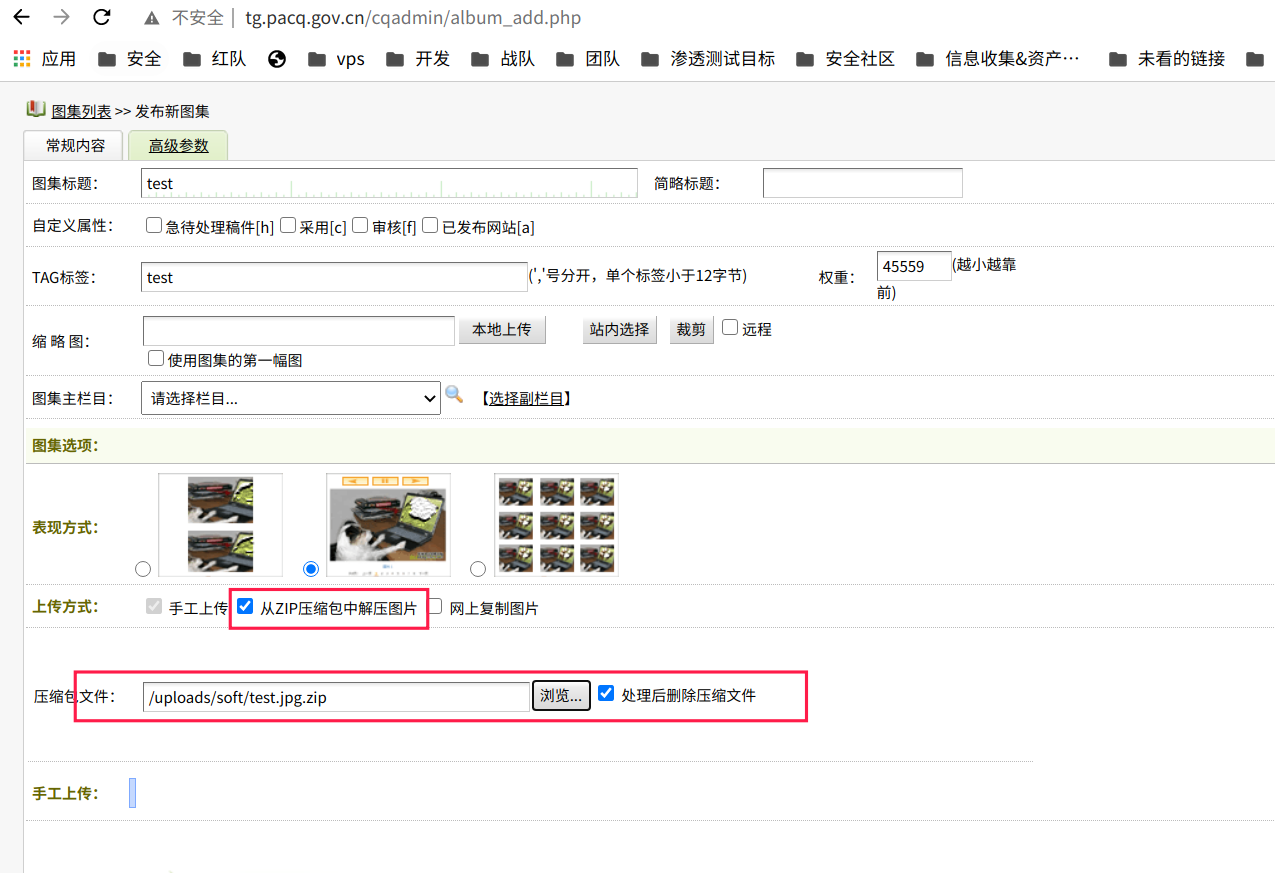 不安全 | tg.pacq.gov.cn/cqadmin/album_add.php
应用 安全 红队 vps 开发 战队 团队 渗透测试目标 安全社区 信息收集&资产⋯ 未看的链接
图集列表 >> 发布新图集
常规内容 高级参数
图集标题： test 简略标题：
自定义属性： 急待处理稿件[h] 采用[c] 审核[f] 已发布网站[a]
TAG标签： test (','号分开，单个标签小于12字节) 权重： 45559 (越小越靠
前)
缩 略 图： 本地上传 站内选择 裁剪 远程
使用图集的第一幅图
图集主栏目： 请选择栏目... 【选择副栏目】
图集选项：
表现方式：
上传方式： 手工上传 从ZIP压缩包中解压图片 网上复制图片
压缩包文件： /uploads/soft/test.jpg.zip 浏览... 处理后删除压缩文件
手工上传：